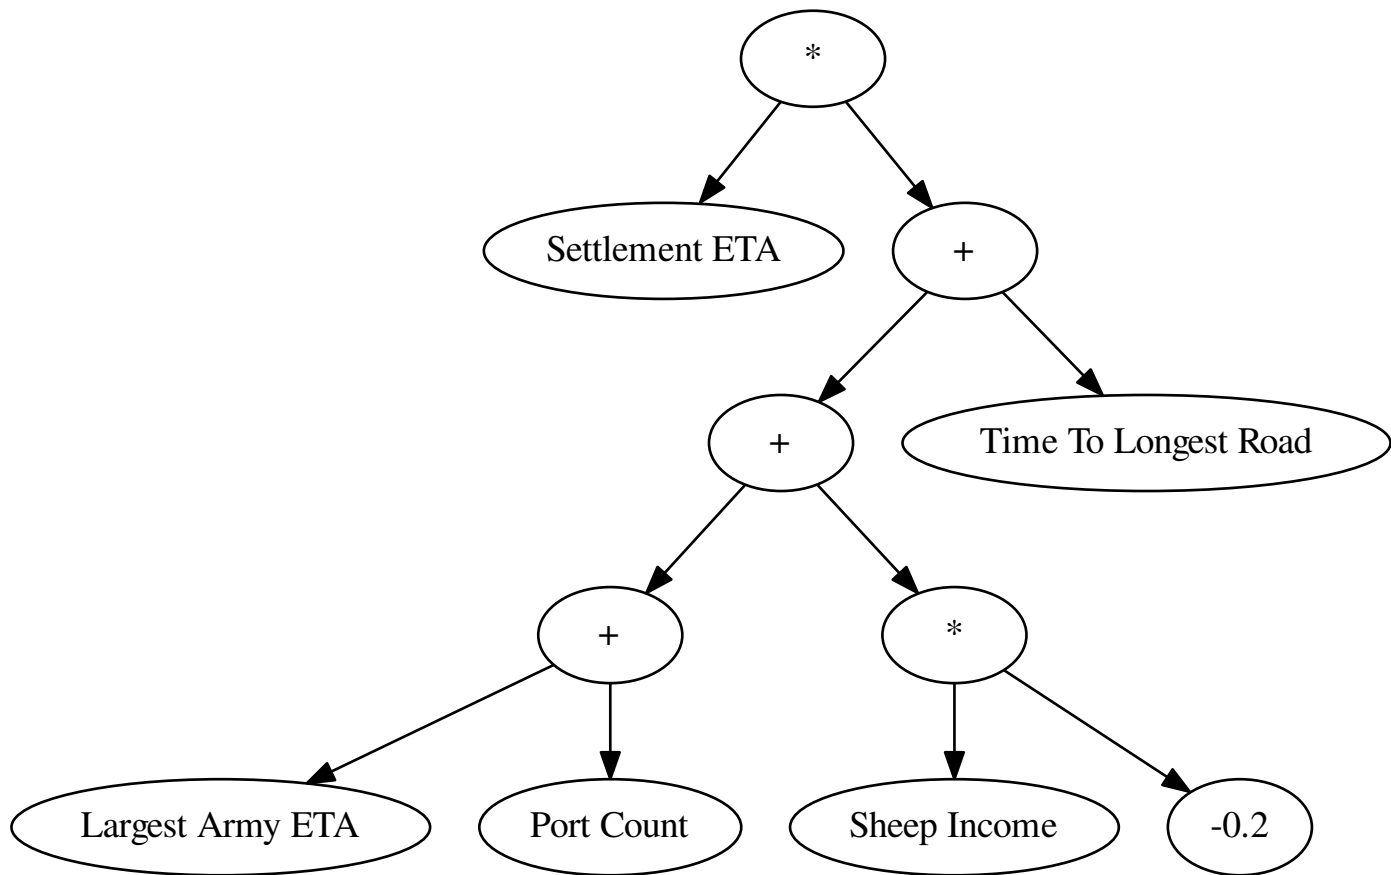 *
Settlement ETA
+
+
Time To Longest Road
+
*
Largest Army ETA
Port Count
Sheep Income
-0.2